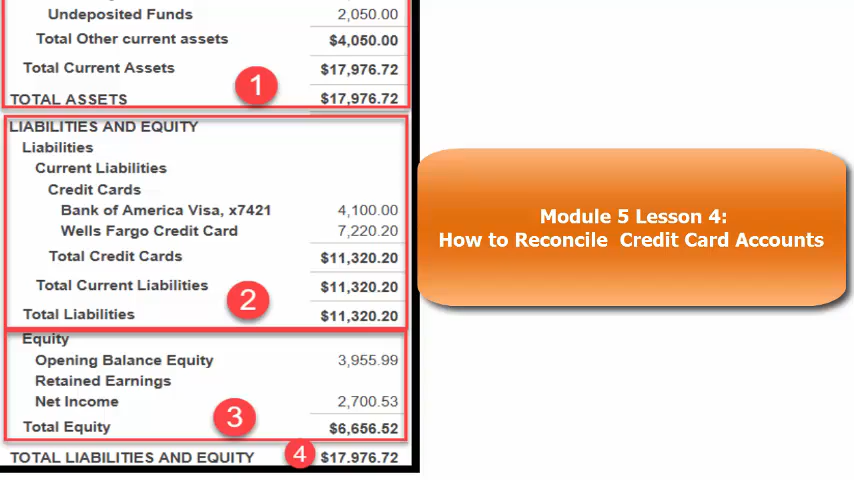 Undeposited Funds 2,050.00
Total Other current assets $4,050.00
Total Current Assets $17,976.72
1
TOTAL ASSETS $17,976.72
LIABILITIES AND EQUITY
Liabilities
Current Liabilities
Credit Cards
Bank of America Visa, x7421 4,100.00
Wells Fargo Credit Card 7,220.20
Total Credit Cards $11,320.20
Total Current Liabilities $11,320.20
2
Total Liabilities $11,320.20
Equity
Opening Balance Equity 3,955.99
Retained Earnings
Net Income 2,700.53
3
Total Equity $6,656.52
TOTAL LIABILITIES AND EQUITY 4 $17,976.72
Module 5 Lesson 4:
How to Reconcile Credit Card Accounts